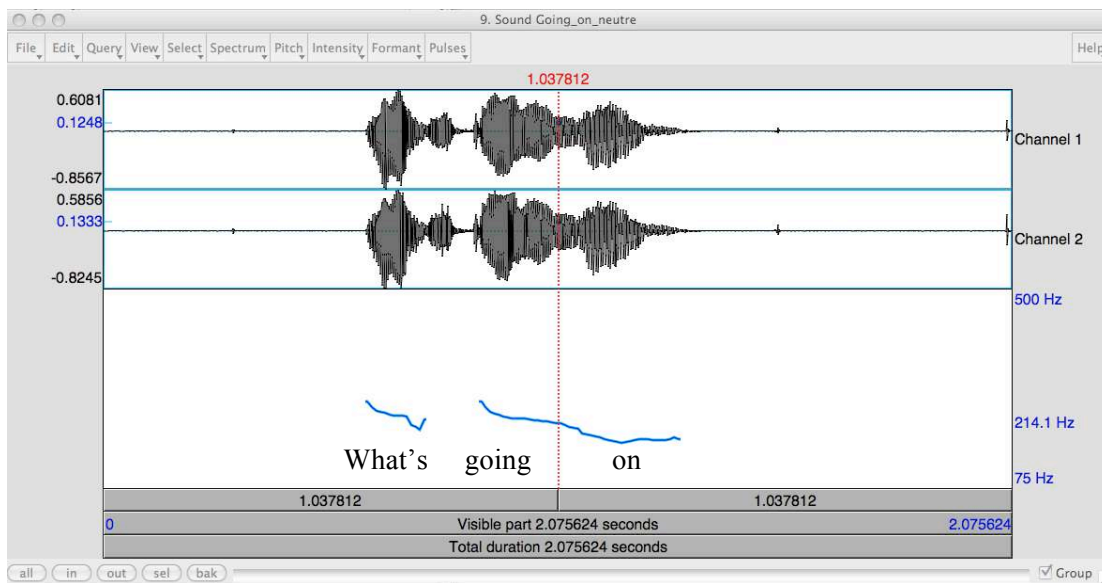 9. Sound Going_on_neutre
File Edit Query View Select Spectrum Pitch Intensity Formant Pulses Help
1.037812
0.6081
0.1248
Channel 1
-0.8567
0.5856
0.1333
Channel 2
-0.8245
500 Hz
214.1 Hz
What's going on
75 Hz
1.037812 1.037812
0 Visible part 2.075624 seconds 2.075624
Total duration 2.075624 seconds
all in out sel bak Group